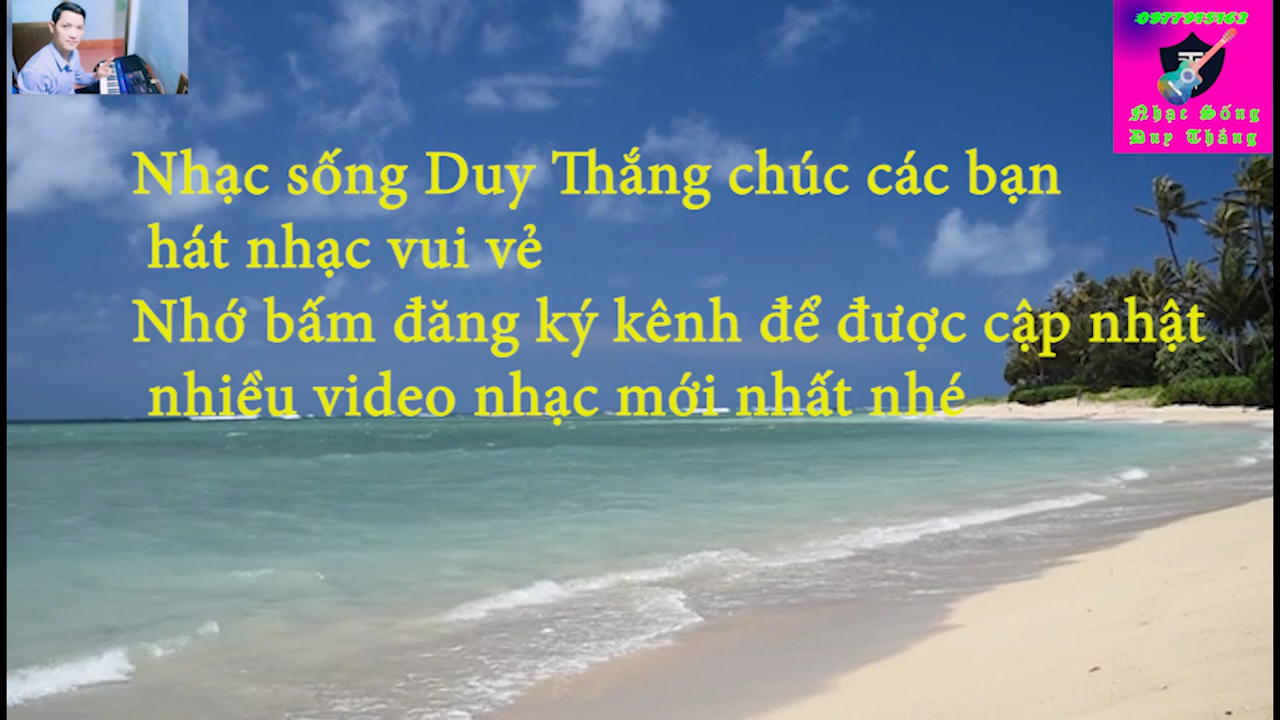 0977915162
Nhạc Sống
Duy Thắng
Nhạc sống Duy Thắng chúc các bạn
hát nhạc vui vẻ
Nhớ bấm đăng ký kênh để được cập nhật
nhiều video nhạc mới nhất nhé